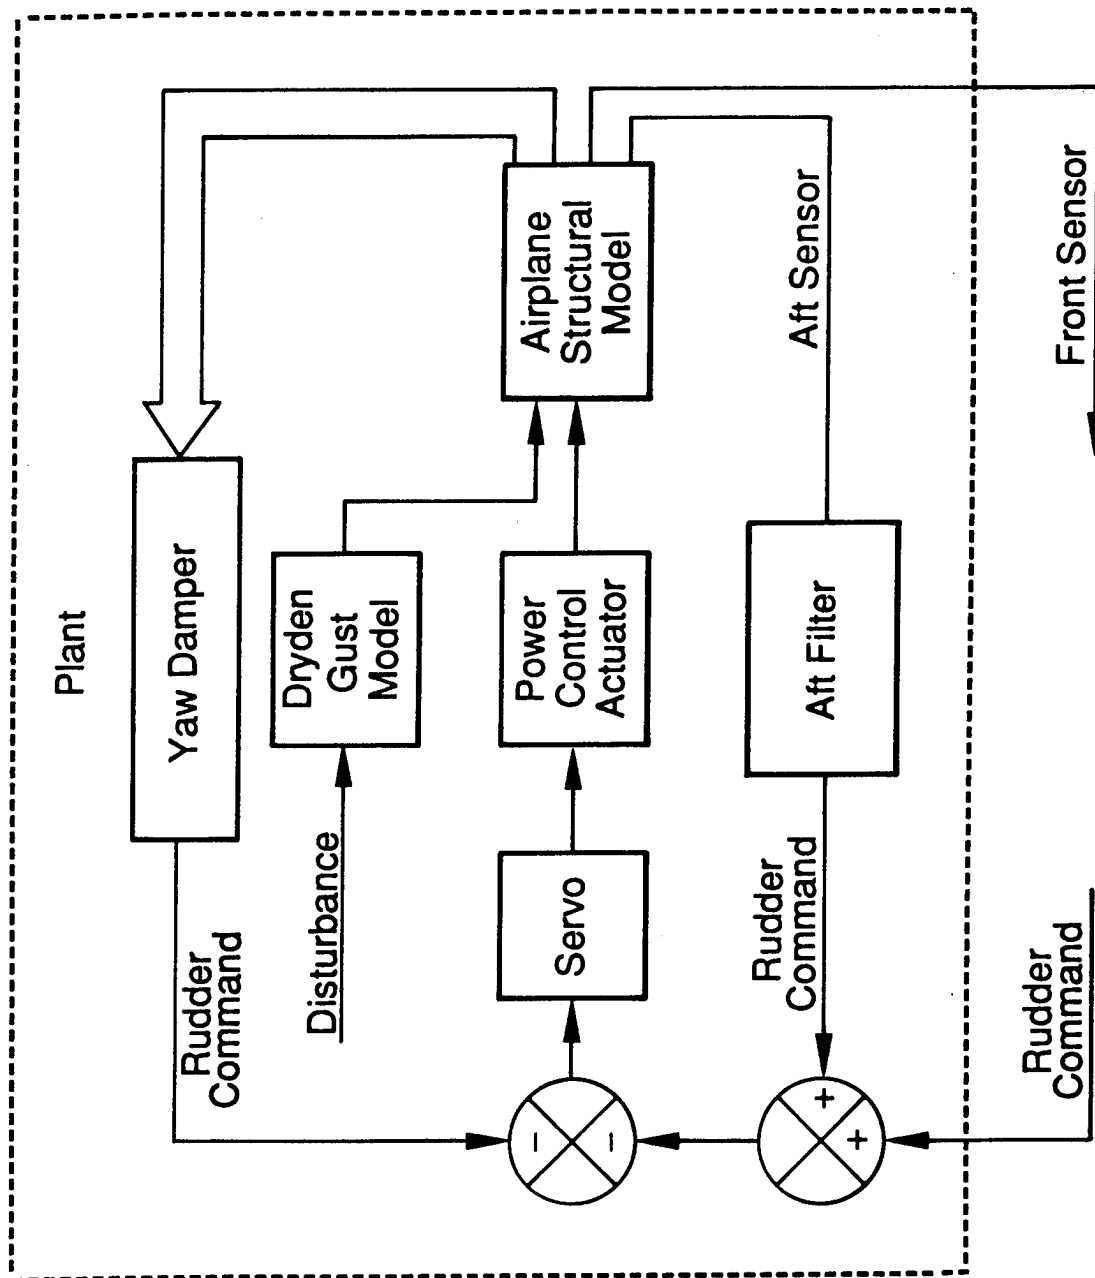 Plant
Yaw Damper
Rudder
Command
Dryden
Gust
Model
Disturbance
Airplane
Structural
Model
Power
Control
Actuator
Servo
- -
Aft Sensor
Aft Filter
Rudder
Command
+ +
Front Sensor
Rudder
Command